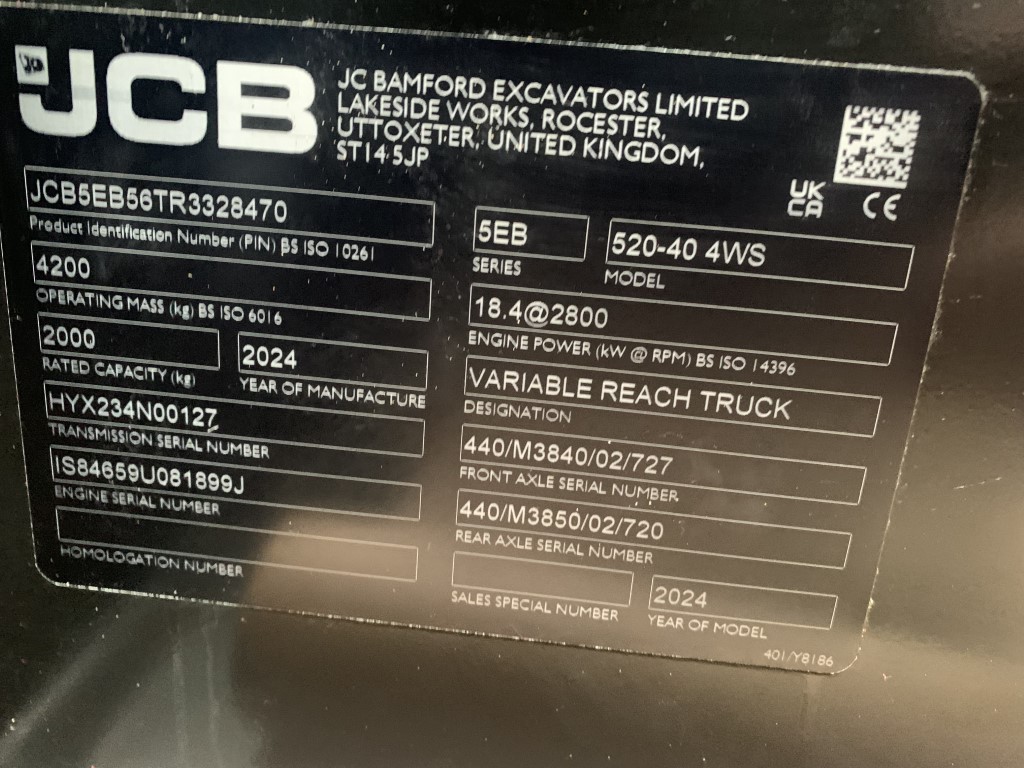 JCB
JC BAMFORD EXCAVATORS LIMITED
LAKESIDE WORKS, ROCESTER,
UTTOXETER, UNITED KINGDOM,
ST14 5JP
UK
CA
CE
JCB5EB56TR3328470
Product Identification Number (PIN) BS ISO 10261
4200
OPERATING MASS (kg) BS ISO 6016
2000
RATED CAPACITY (kg)
2024
YEAR OF MANUFACTURE
HYX234N00127
TRANSMISSION SERIAL NUMBER
IS84659U081899J
ENGINE SERIAL NUMBER
HOMOLOGATION NUMBER
5EB
SERIES
520-40 4WS
MODEL
18.4@2800
ENGINE POWER (kW @ RPM) BS ISO 14396
VARIABLE REACH TRUCK
DESIGNATION
440/M3840/02/727
FRONT AXLE SERIAL NUMBER
440/M3850/02/720
REAR AXLE SERIAL NUMBER
SALES SPECIAL NUMBER
2024
YEAR OF MODEL
401/Y8186